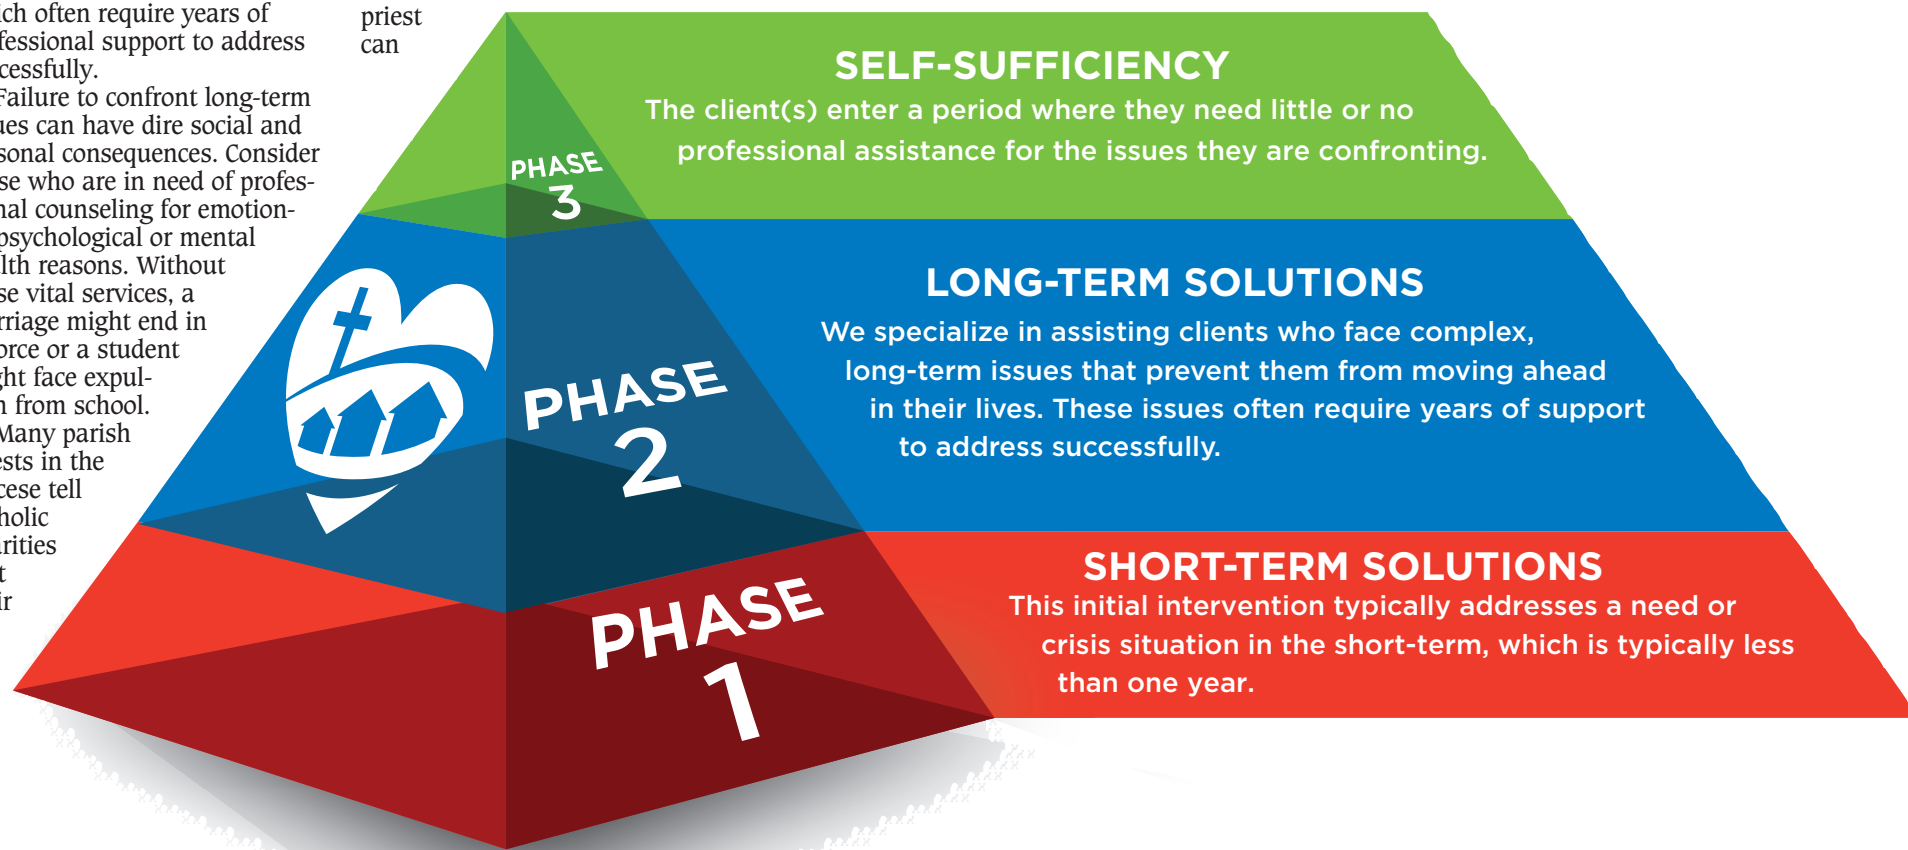 ich often require years of
fessional support to address
cessfully.
Failure to confront long-term
ues can have dire social and
sonal consequences. Consider
se who are in need of profes-
nal counseling for emotion-
psychological or mental
lth reasons. Without
se vital services, a
rriage might end in
orce or a student
ght face expul-
n from school.
Many parish
ests in the
cese tell
holic
arities
t
ir
priest
can
PHASE
3
SELF-SUFFICIENCY
The client(s) enter a period where they need little or no
professional assistance for the issues they are confronting.
PHASE
2
LONG-TERM SOLUTIONS
We specialize in assisting clients who face complex,
long-term issues that prevent them from moving ahead
in their lives. These issues often require years of support
to address successfully.
PHASE
1
SHORT-TERM SOLUTIONS
This initial intervention typically addresses a need or
crisis situation in the short-term, which is typically less
than one year.